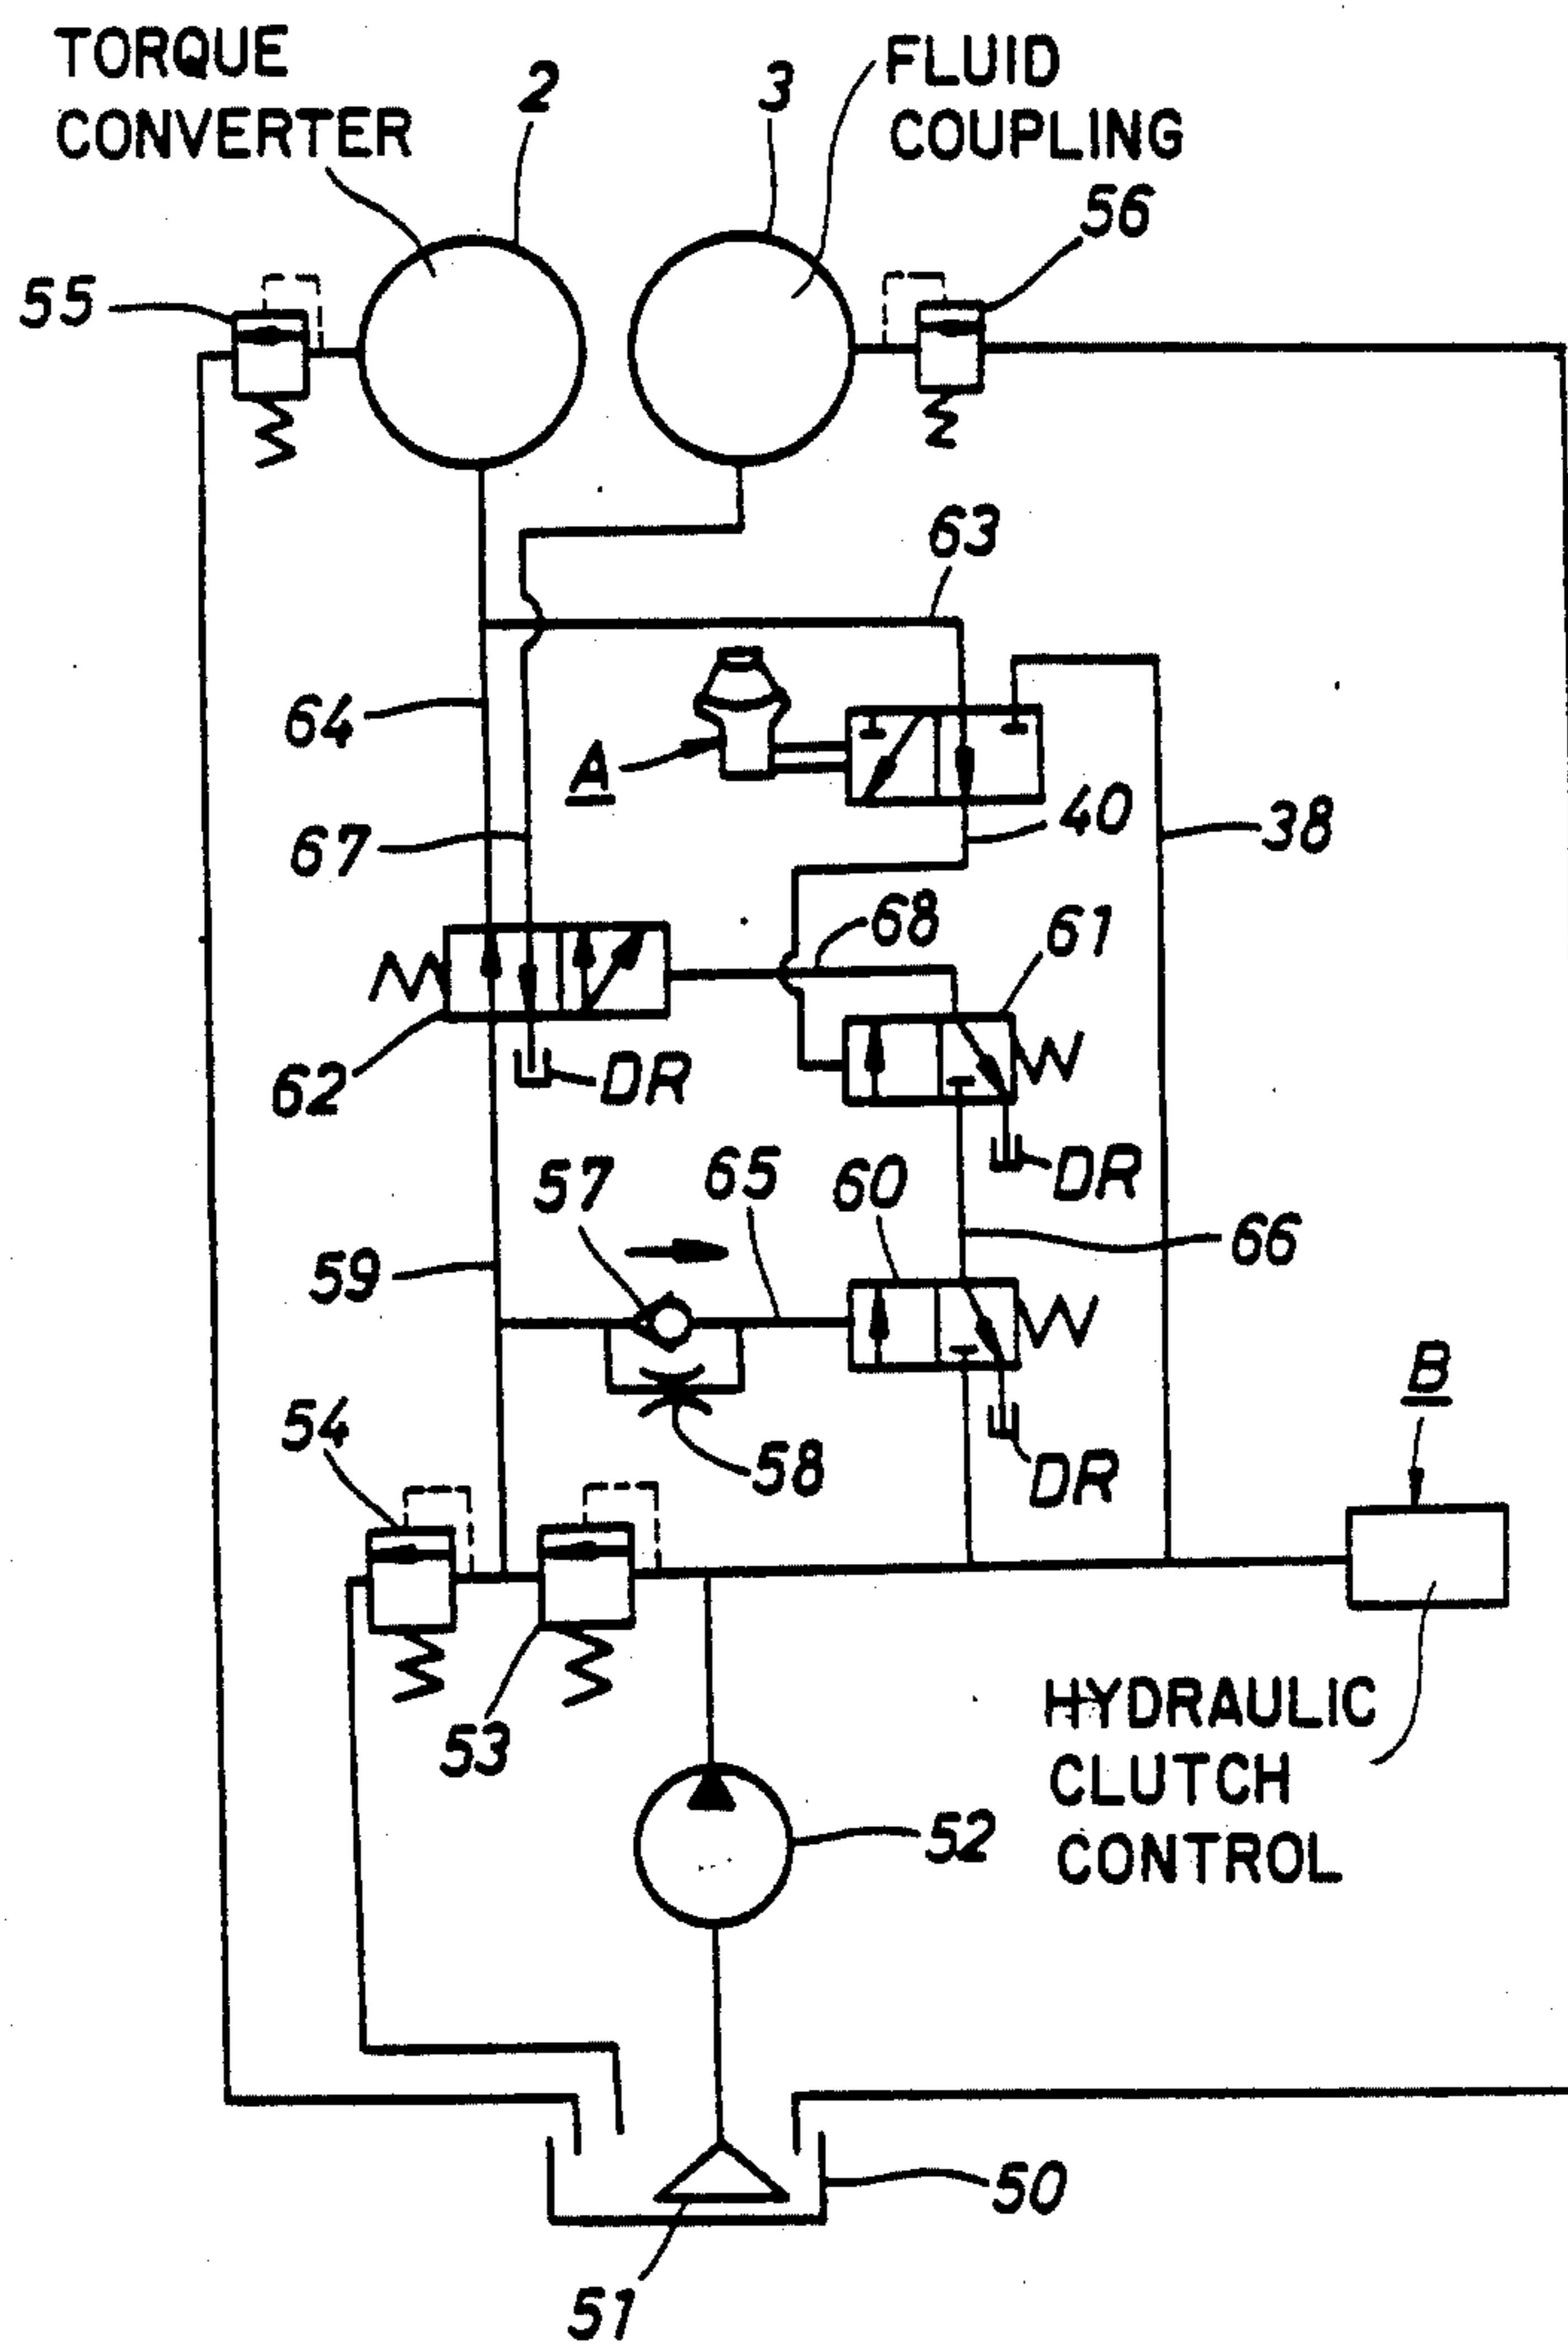 TORQUE
CONVERTER
2
3
FLUID
COUPLING
56
55
63
64
A
40
38
67
68
61
62
DR
DR
57
65
60
66
59
B
54
58
DR
53
HYDRAULIC
CLUTCH
CONTROL
52
50
51